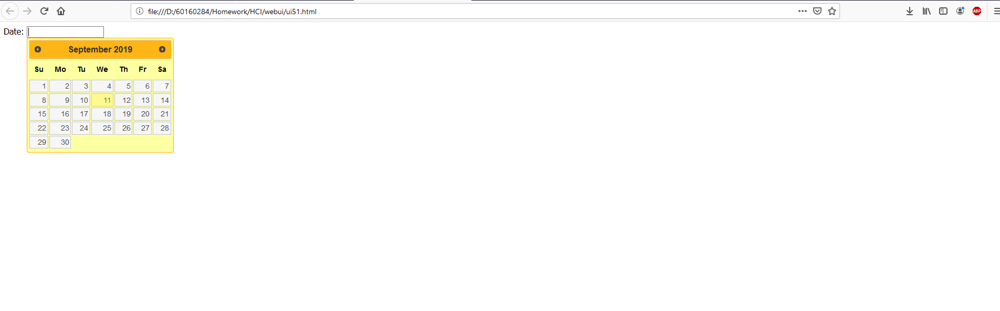 file:///D:/60160284/Homework/HCI/webui/ui51.html
ABP
Date:
September 2019
Su Mo Tu We Th Fr Sa
1 2 3 4 5 6 7
8 9 10 11 12 13 14
15 16 17 18 19 20 21
22 23 24 25 26 27 28
29 30